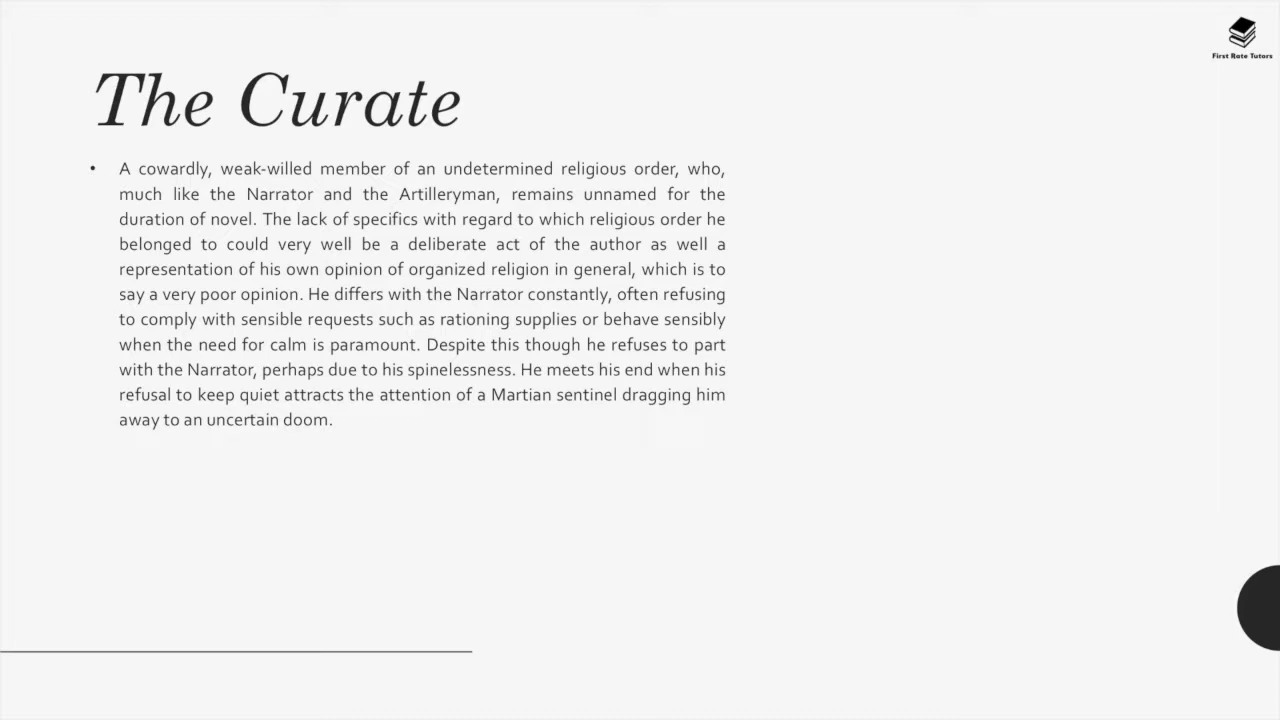 First Rate Tutors
The Curate
• A cowardly, weak-willed member of an undetermined religious order, who,
much like the Narrator and the Artilleryman, remains unnamed for the
duration of novel. The lack of specifics with regard to which religious order he
belonged to could very well be a deliberate act of the author as well a
representation of his own opinion of organized religion in general, which is to
say a very poor opinion. He differs with the Narrator constantly, often refusing
to comply with sensible requests such as rationing supplies or behave sensibly
when the need for calm is paramount. Despite this though he refuses to part
with the Narrator, perhaps due to his spinelessness. He meets his end when his
refusal to keep quiet attracts the attention of a Martian sentinel dragging him
away to an uncertain doom.